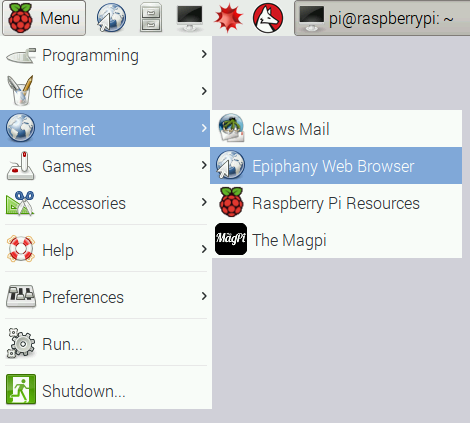 Menu
pi@raspberrypi: ~
Programming
Office
Internet
Games
Accessories
Help
Preferences
Run...
Shutdown...
Claws Mail
Epiphany Web Browser
Raspberry Pi Resources
MagPi The Magpi